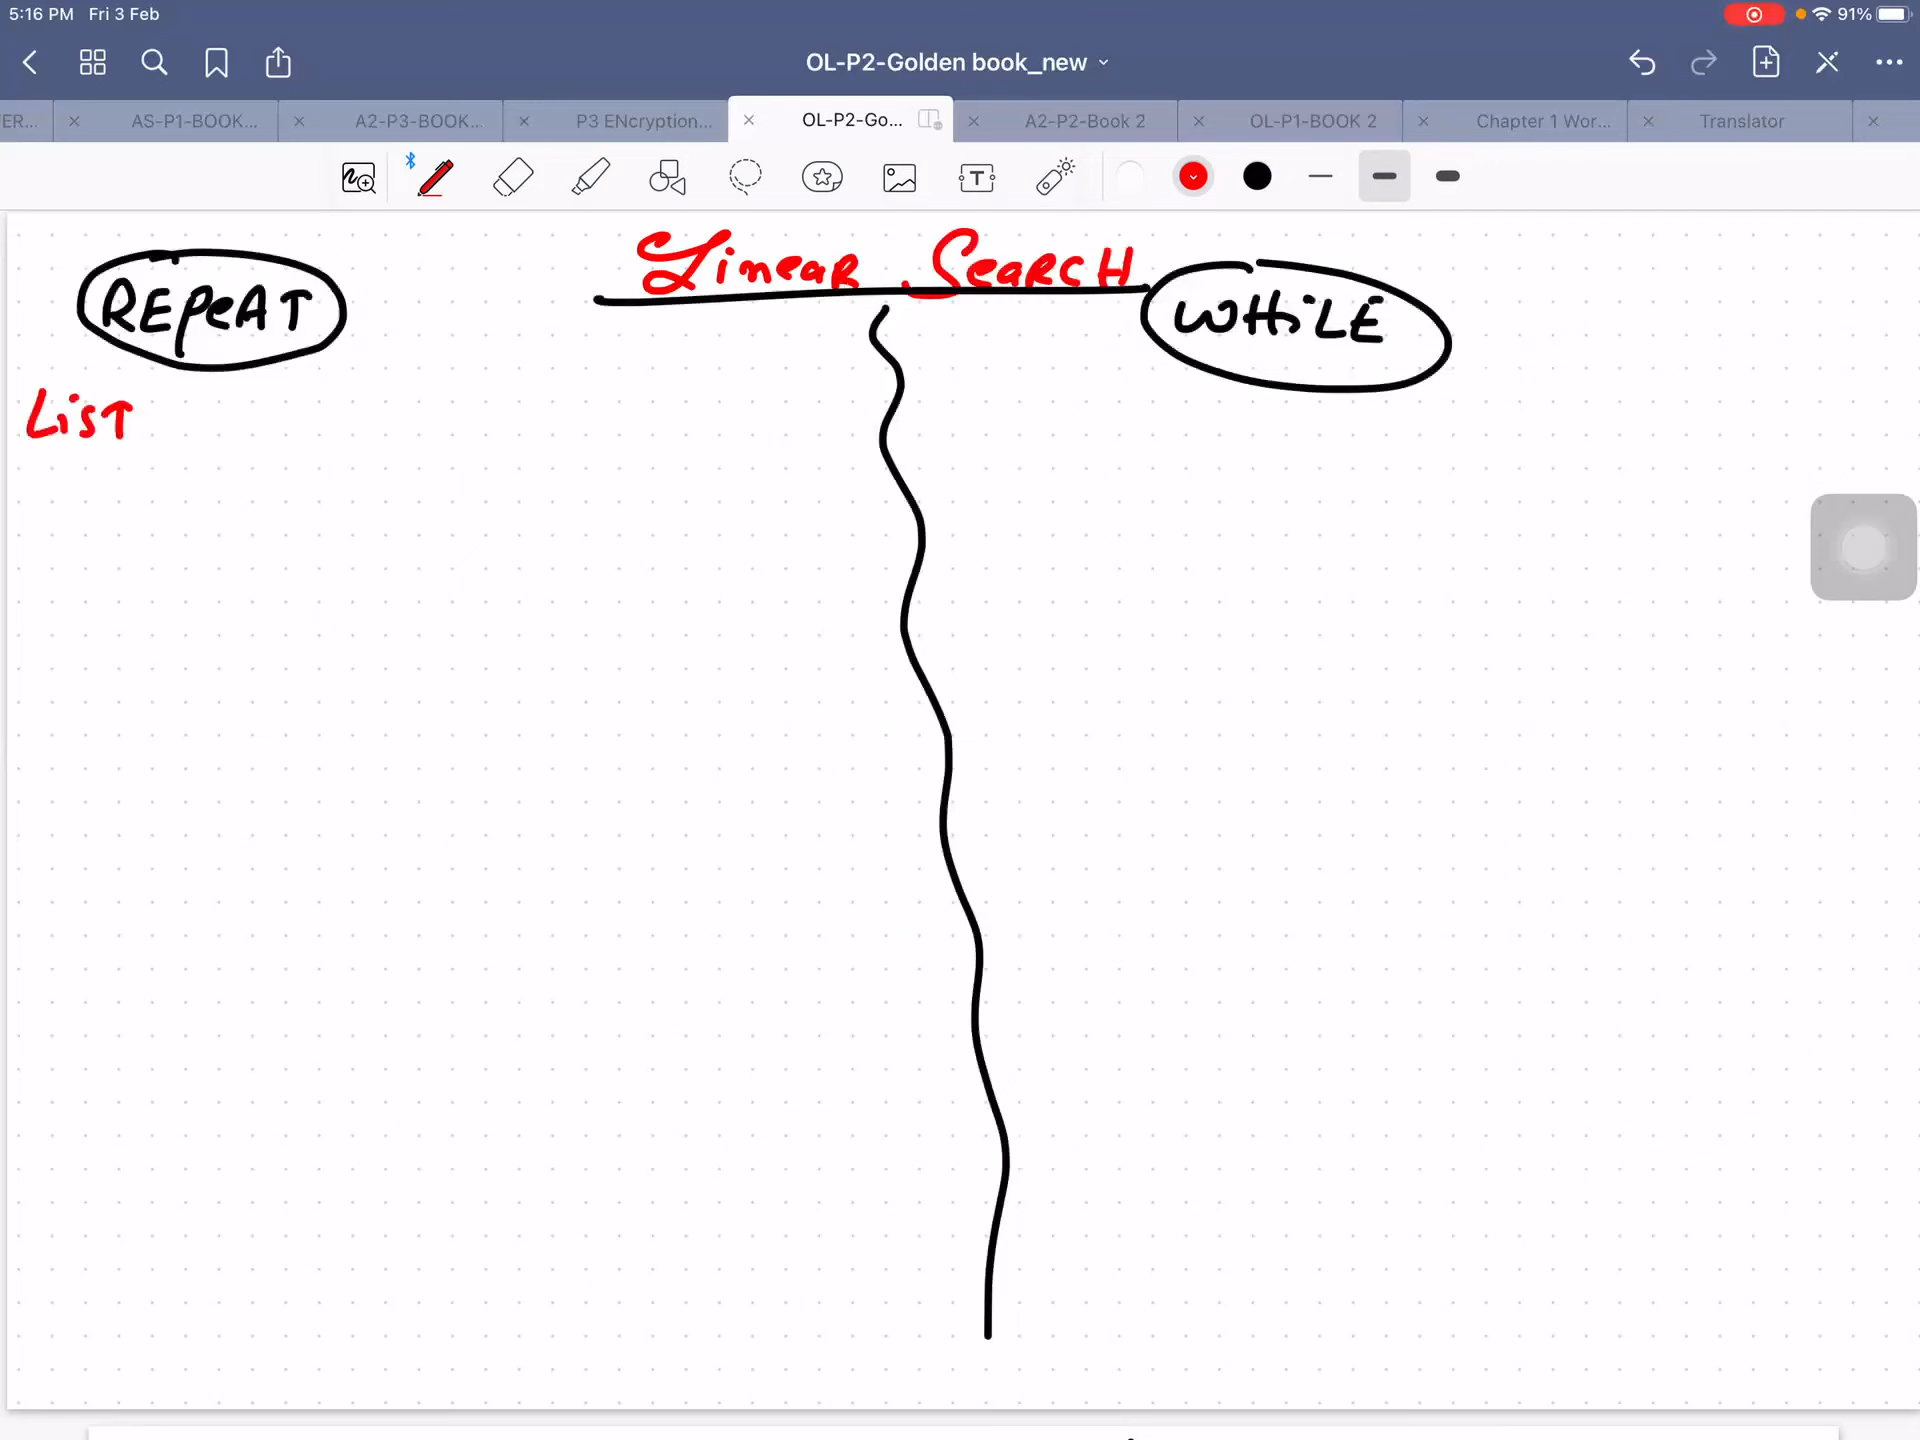 5:16 PM Fri 3 Feb
91%
OL-P2-Golden book_new
ER...
AS-P1-BOOK...
A2-P3-BOOK...
P3 ENcryption...
OL-P2-Go...
A2-P2-Book 2
OL-P1-BOOK 2
Chapter 1 Wor...
Translator
Linear Search
REPeAT
WHiLE
LisT